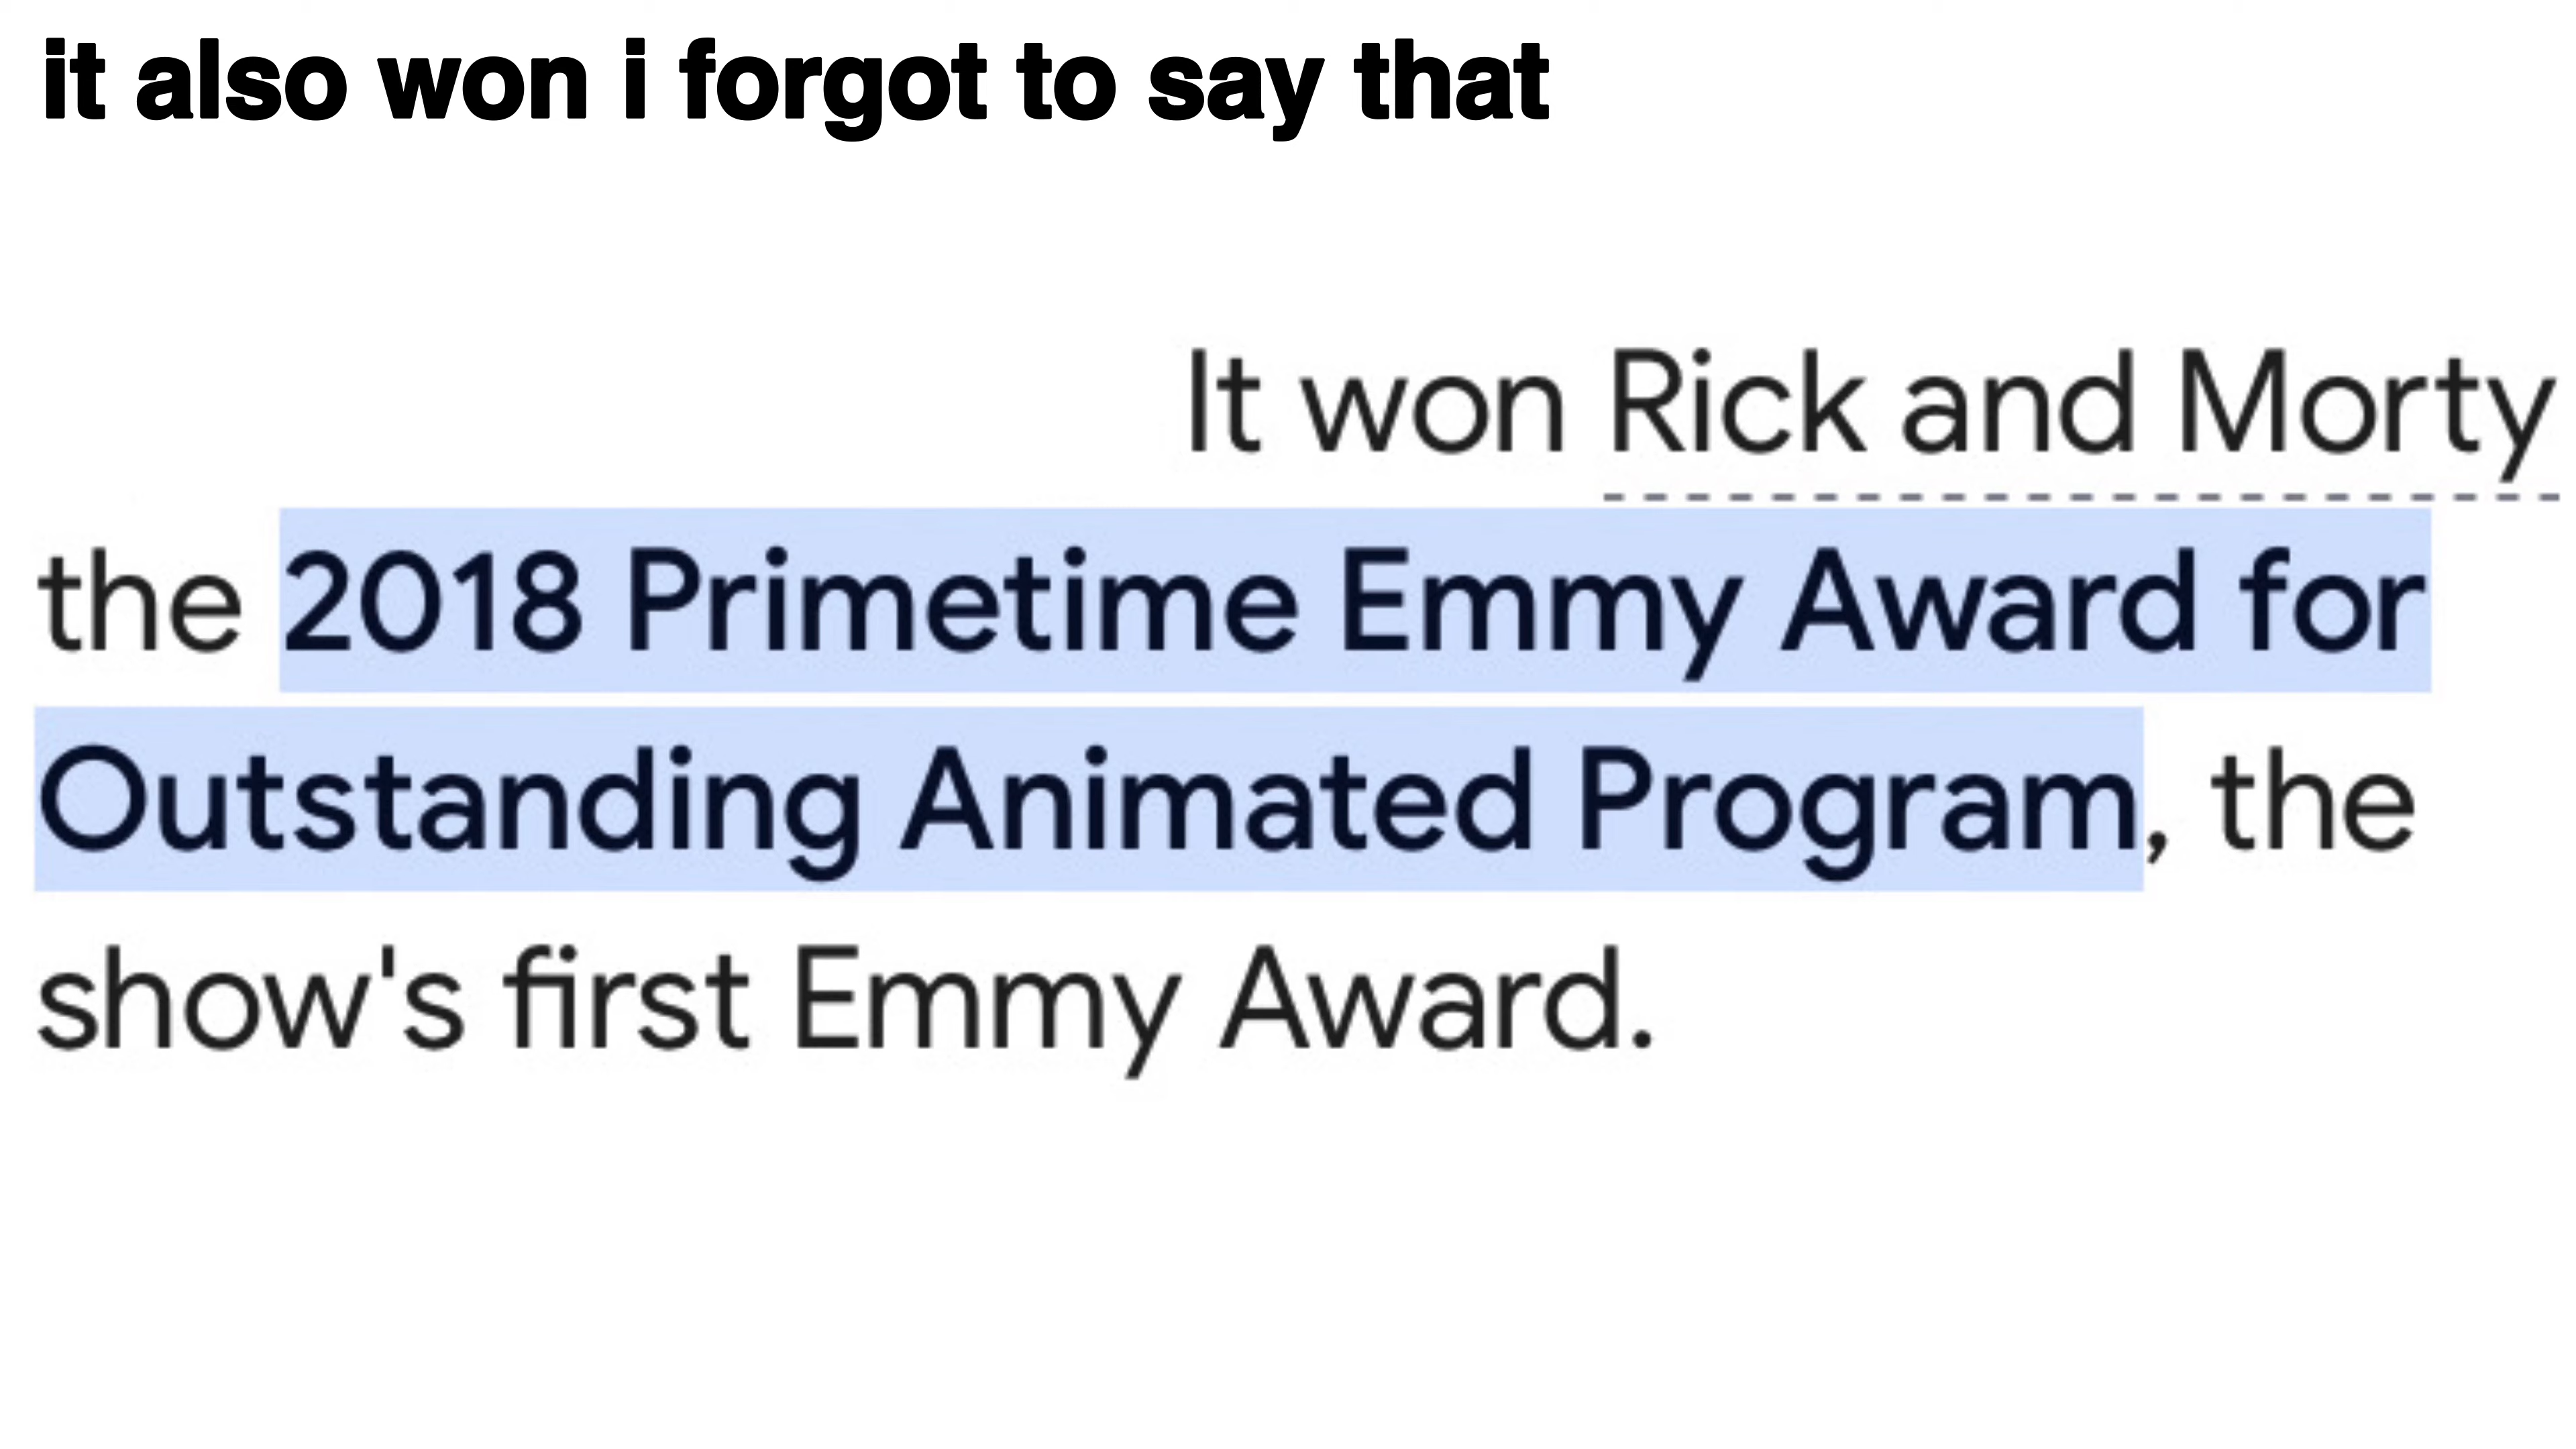 it also won i forgot to say that
It won Rick and Morty
the 2018 Primetime Emmy Award for
Outstanding Animated Program, the
show's first Emmy Award.